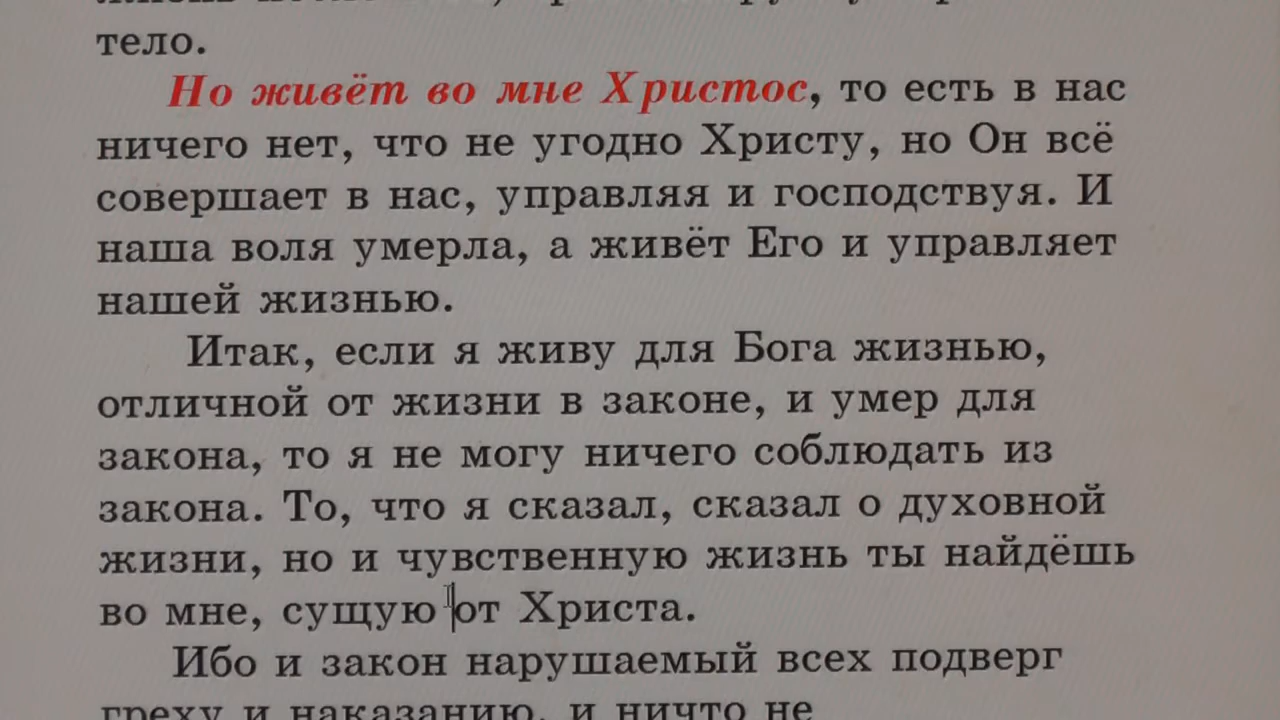 тело.
Но живёт во мне Христос, то есть в нас
ничего нет, что не угодно Христу, но Он всё
совершает в нас, управляя и господствуя. И
наша воля умерла, а живёт Его и управляет
нашей жизнью.
Итак, если я живу для Бога жизнью,
отличной от жизни в законе, и умер для
закона, то я не могу ничего соблюдать из
закона. То, что я сказал, сказал о духовной
жизни, но и чувственную жизнь ты найдёшь
во мне, сущую от Христа.
Ибо и закон нарушаемый всех подверг
греху и наказанию, и ничто не